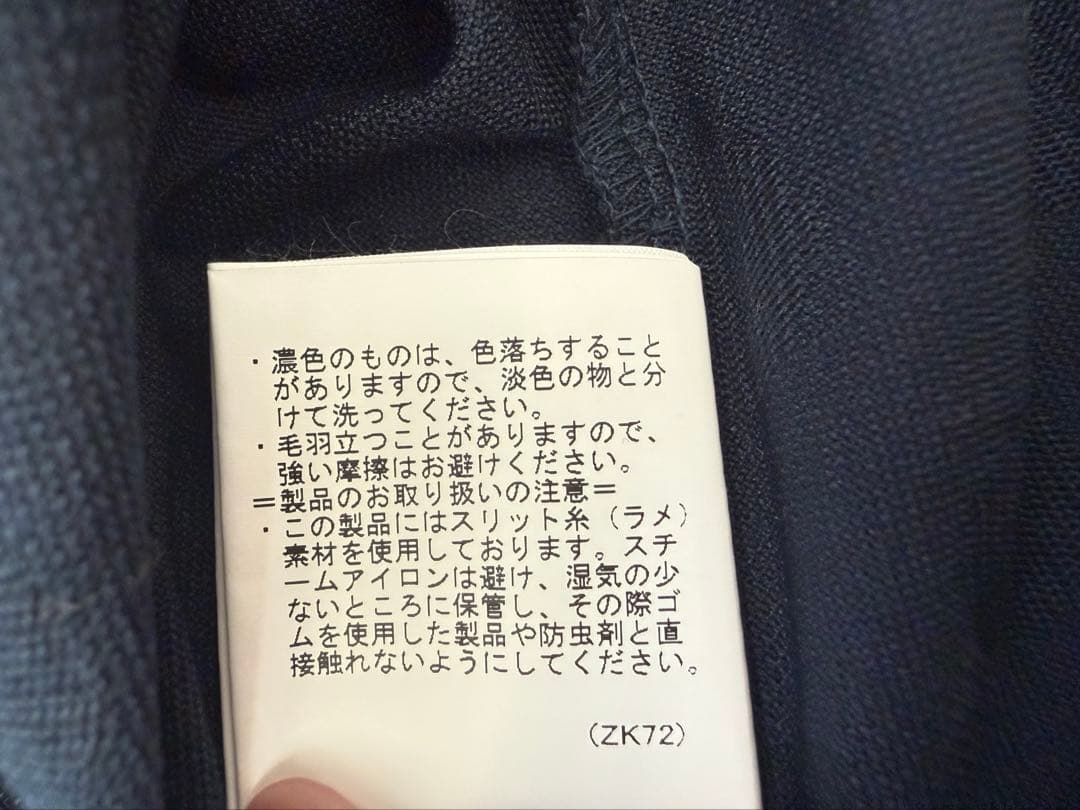 ・濃色のものは、色落ちすること
がありますので、淡色の物と分
けて洗ってください。
・毛羽立つことがありますので、
強い摩擦はお避けください。
＝製品のお取り扱いの注意＝
・この製品にはスリット糸（ラメ）
素材を使用しております。スチ
ームアイロンは避け、湿気の少
ないところに保管し、その際ゴ
ムを使用した製品や防虫剤と直
接触れないようにしてください。
（ZK72）